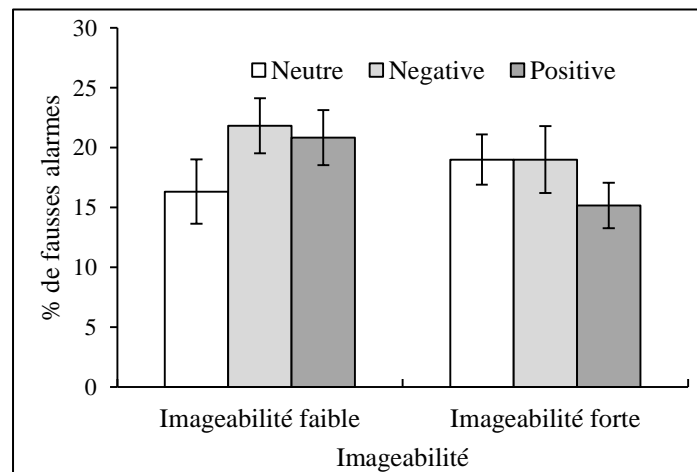 30
25
20
15
10
5
0
% de fausses alarmes
Neutre Negative Positive
Imageabilité faible Imageabilité forte
Imageabilité